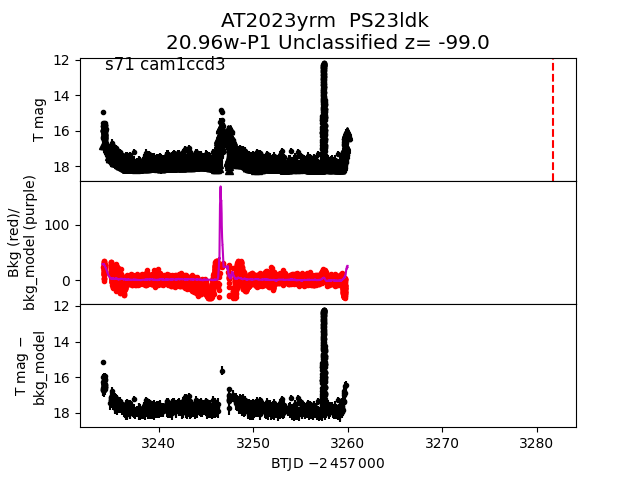 AT2023yrm  PS23ldk
20.96w-P1 Unclassified z= -99.0
s71 cam1ccd3
T mag
12
14
16
18
Bkg (red)/
bkg_model (purple)
100
0
T mag −
bkg_model
12
14
16
18
3240 3250 3260 3270 3280
BTJD −2 457 000